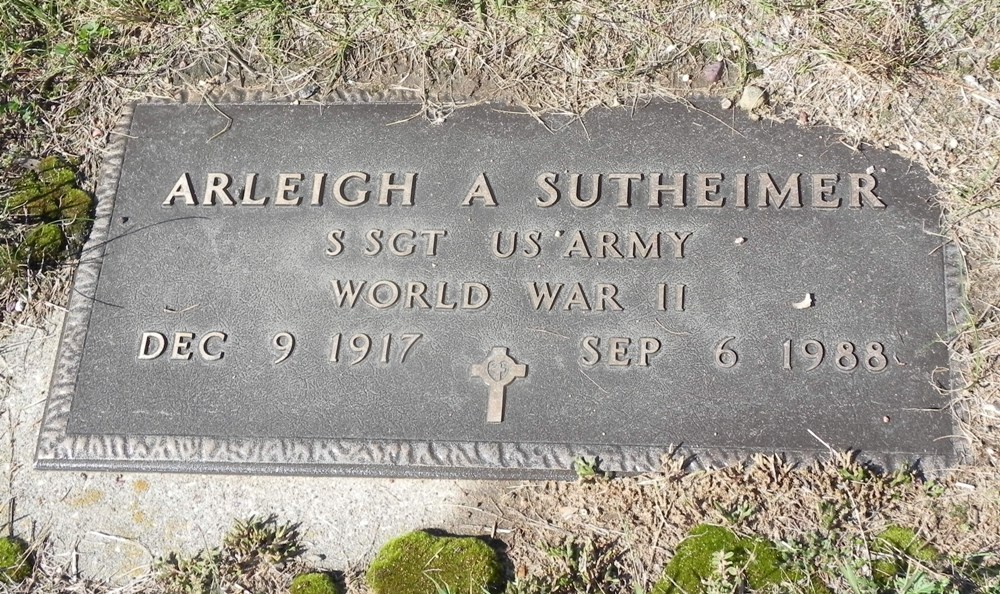 ARLEIGH A SUTHEIMER
S SGT US ARMY
WORLD WAR II
DEC 9 1917 SEP 6 1988